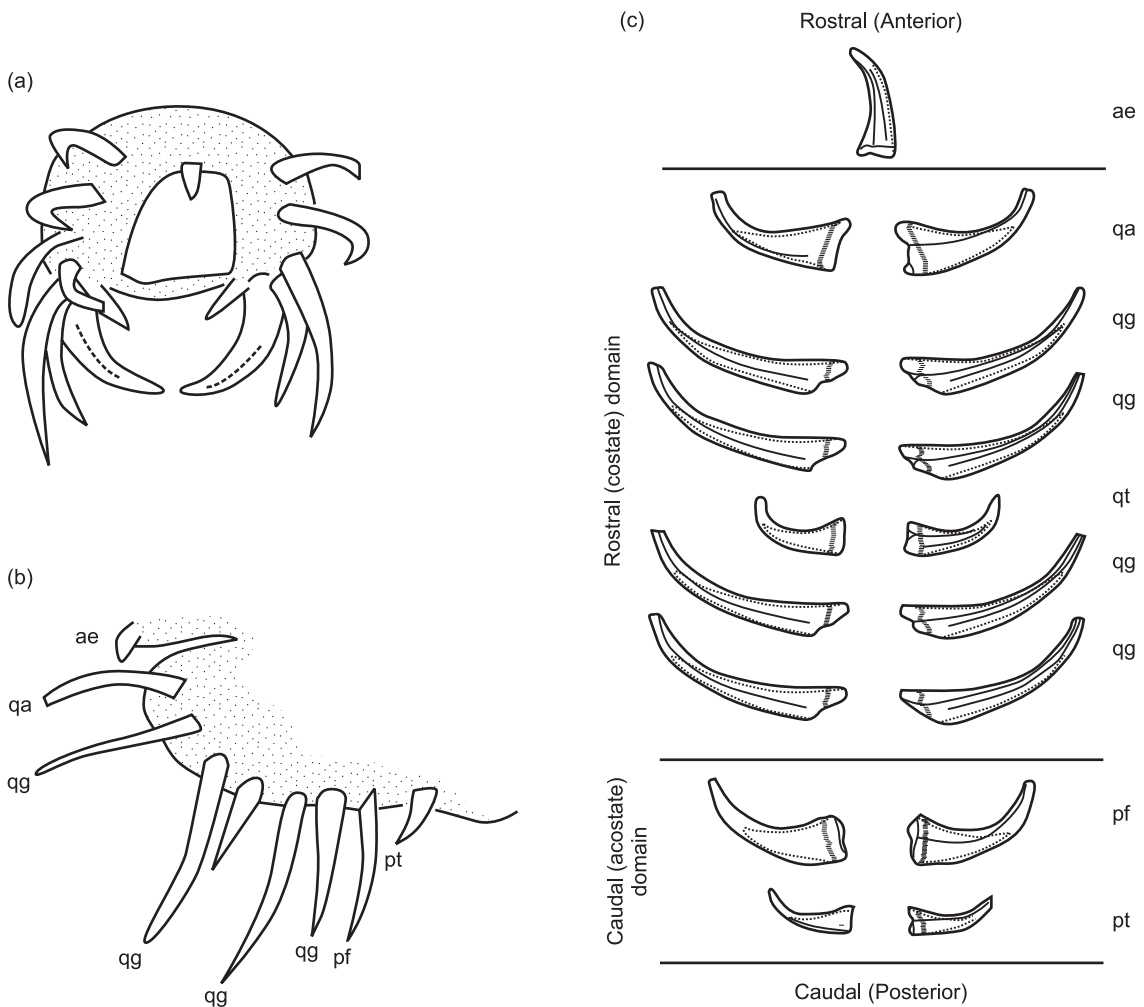 (a)
(b)
ae
qa
qg
qg
qg
qg
pf
pt
(c)
Rostral (Anterior)
ae
Rostral (costate) domain
qa
qg
qg
qt
qg
qg
Caudal (acostate)
domain
pf
pt
Caudal (Posterior)